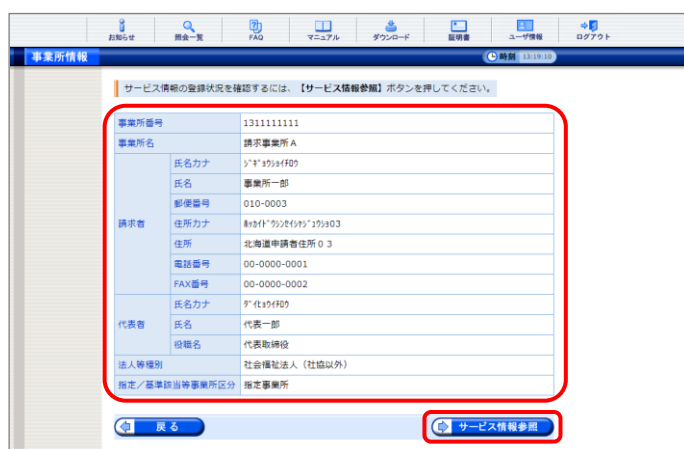 お知らせ 照会一覧 FAQ マニュアル ダウンロード 証明書 ユーザ情報 ログアウト
事業所情報 時刻 13:19:10
サービス情報の登録状況を確認するには、【サービス情報参照】ボタンを押してください。
事業所番号 1311111111
事業所名 請求事業所A
請求者
氏名カナ ｼﾞｷﾞｮｳｼｮｲﾁﾛｳ
氏名 事業所一郎
郵便番号 010-0003
住所カナ ﾎｯｶｲﾄﾞｳｼﾝｾｲｼｬｼﾞｭｳｼｮ03
住所 北海道申請者住所０３
電話番号 00-0000-0001
FAX番号 00-0000-0002
代表者
氏名カナ ﾀﾞｲﾋｮｳｲﾁﾛｳ
氏名 代表一郎
役職名 代表取締役
法人等種別 社会福祉法人（社協以外）
指定／基準該当等事業所区分 指定事業所
戻る サービス情報参照